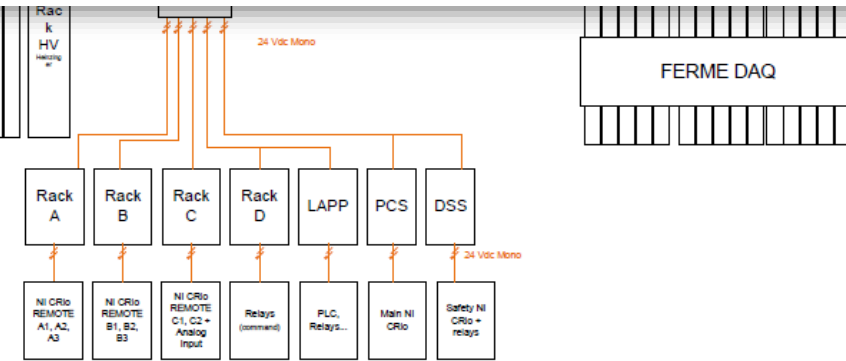 Rac
k
HV
Heinzing
er
24 Vdc Mono
FERME DAQ
Rack
A
Rack
B
Rack
C
Rack
D
LAPP
PCS
DSS
24 Vdc Mono
NI CRIo
REMOTE
A1, A2,
A3
NI CRIo
REMOTE
B1, B2,
B3
NI CRIo
REMOTE
C1, C2 +
Analog
Input
Relays
(command)
PLC,
Relays...
Main NI
CRIo
Safety NI
CRIo +
relays